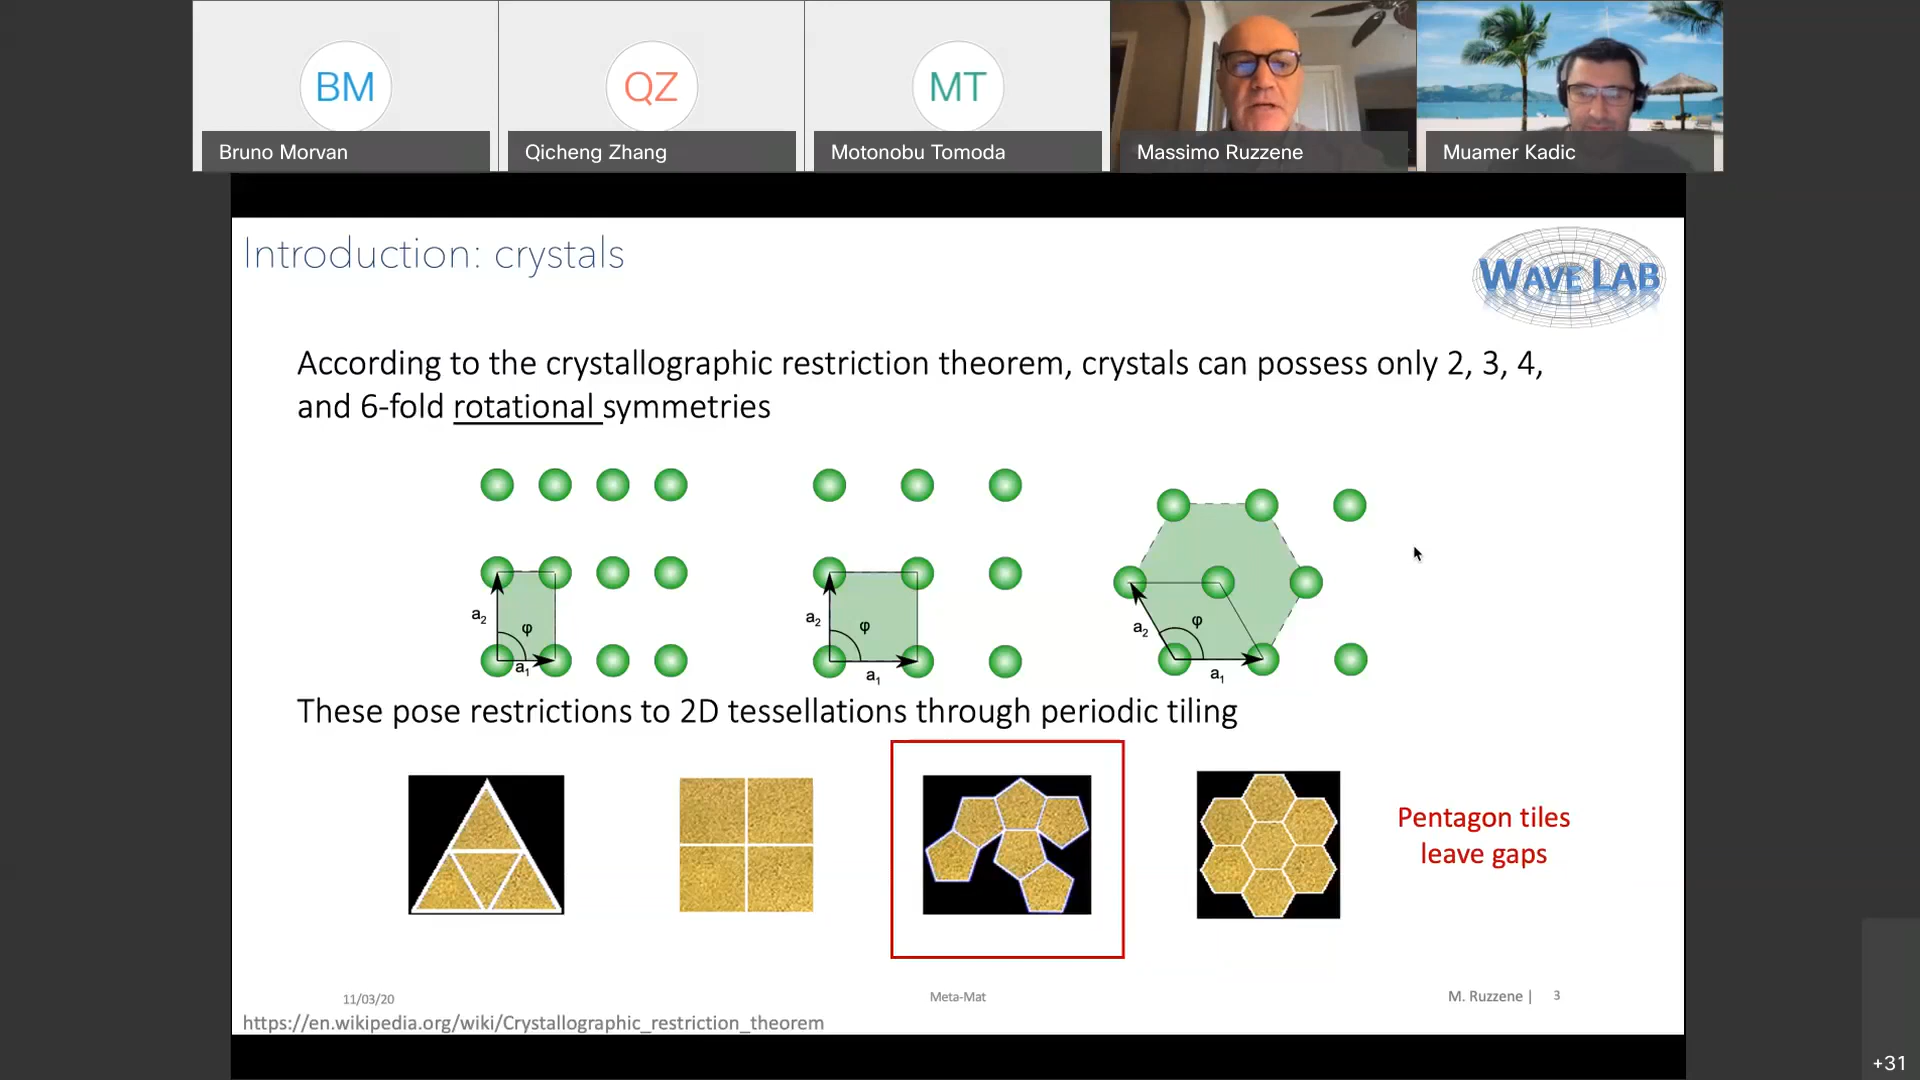 BM
QZ
MT
Bruno Morvan
Qicheng Zhang
Motonobu Tomoda
Massimo Ruzzene
Muamer Kadic
Introduction: crystals
WAVE LAB
According to the crystallographic restriction theorem, crystals can possess only 2, 3, 4,
and 6-fold rotational symmetries
a2
φ
a1
a2
φ
a1
a2
φ
a1
These pose restrictions to 2D tessellations through periodic tiling
Pentagon tiles
leave gaps
11/03/20
Meta-Mat
M. Ruzzene | 3
https://en.wikipedia.org/wiki/Crystallographic_restriction_theorem
+31